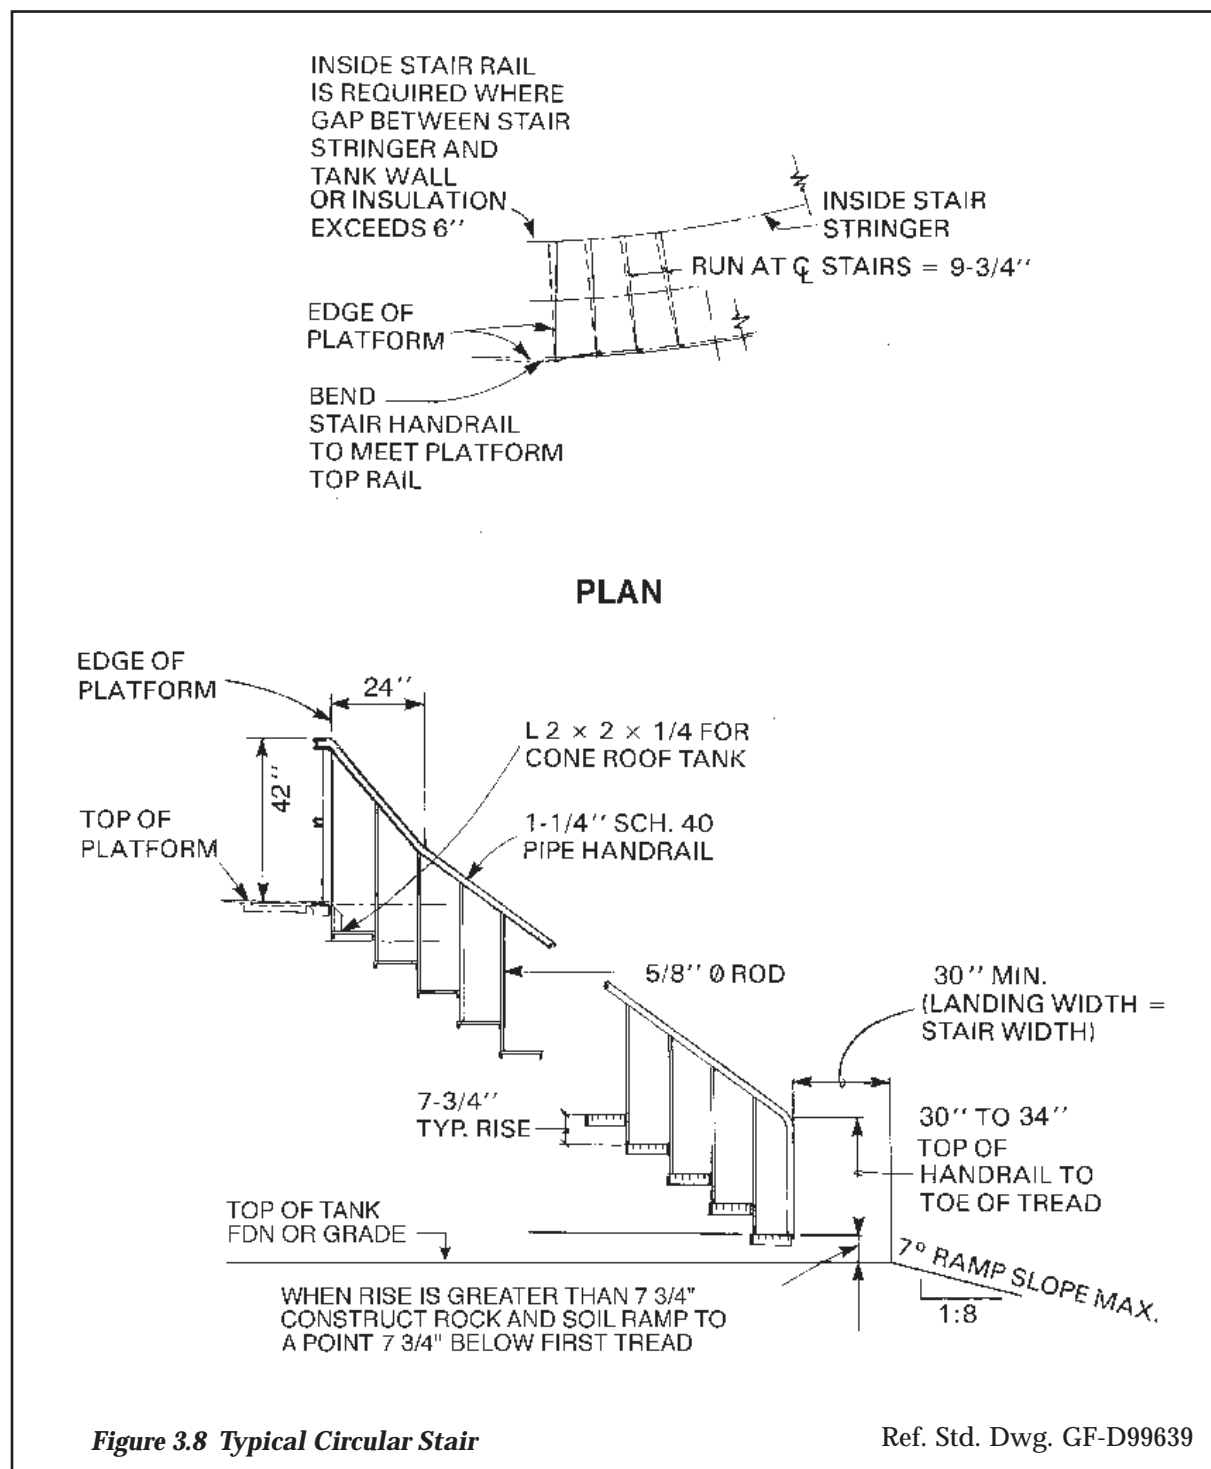 INSIDE STAIR RAIL
IS REQUIRED WHERE
GAP BETWEEN STAIR
STRINGER AND
TANK WALL
OR INSULATION
EXCEEDS 6''
INSIDE STAIR
STRINGER
RUN AT ℄ STAIRS = 9-3/4''
EDGE OF
PLATFORM
BEND
STAIR HANDRAIL
TO MEET PLATFORM
TOP RAIL
PLAN
EDGE OF
PLATFORM
24''
L 2 × 2 × 1/4 FOR
CONE ROOF TANK
42''
TOP OF
PLATFORM
1-1/4'' SCH. 40
PIPE HANDRAIL
5/8'' Ø ROD
30'' MIN.
(LANDING WIDTH =
STAIR WIDTH)
7-3/4''
TYP. RISE
30'' TO 34''
TOP OF
HANDRAIL TO
TOE OF TREAD
TOP OF TANK
FDN OR GRADE
7° RAMP SLOPE MAX.
1:8
WHEN RISE IS GREATER THAN 7 3/4"
CONSTRUCT ROCK AND SOIL RAMP TO
A POINT 7 3/4" BELOW FIRST TREAD
Figure 3.8 Typical Circular Stair
Ref. Std. Dwg. GF-D99639